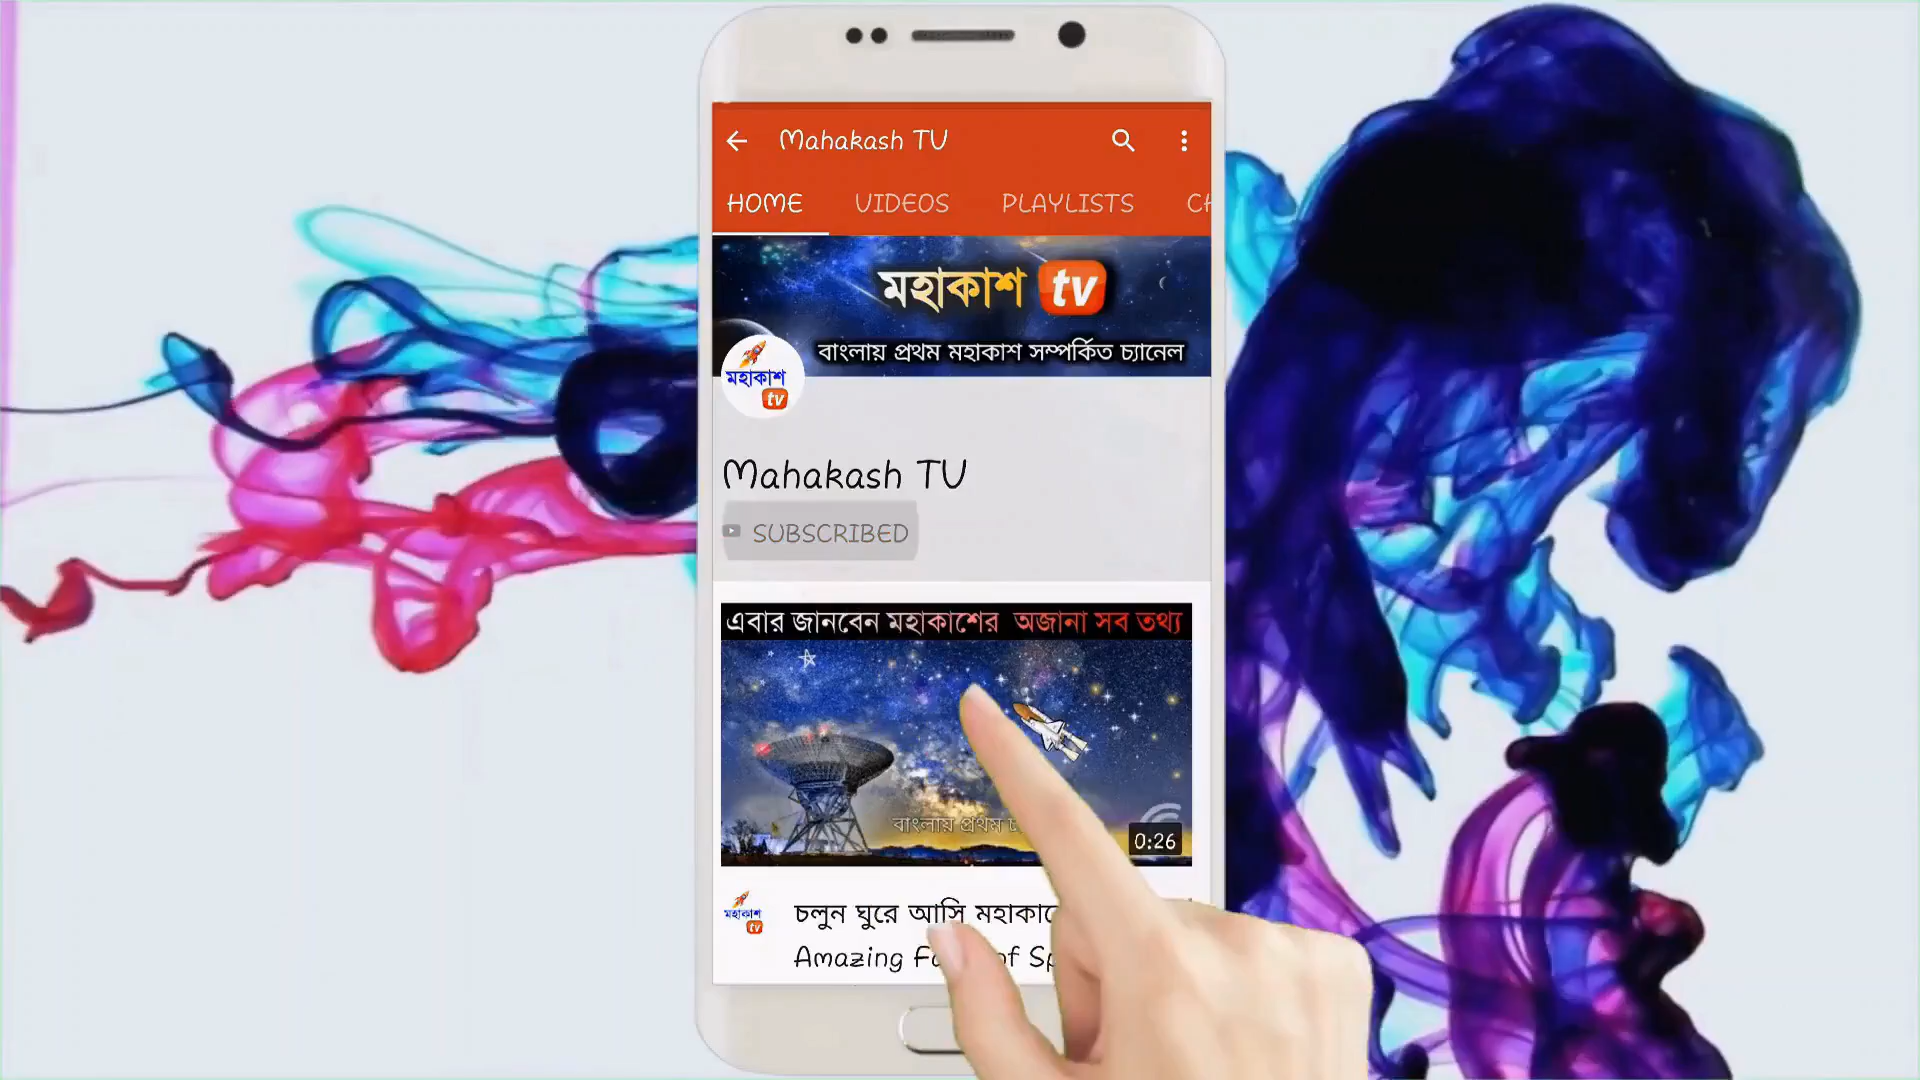 Mahakash TV
HOME VIDEOS PLAYLISTS
মহাকাশ tv
বাংলায় প্রথম মহাকাশ সম্পর্কিত চ্যানেল
মহাকাশ
tv
Mahakash TV
SUBSCRIBED
এবার জানবেন মহাকাশের অজানা সব তথ্য
বাংলায় প্রথম
0:26
মহাকাশ
tv
চলুন ঘুরে আসি
Amazing of